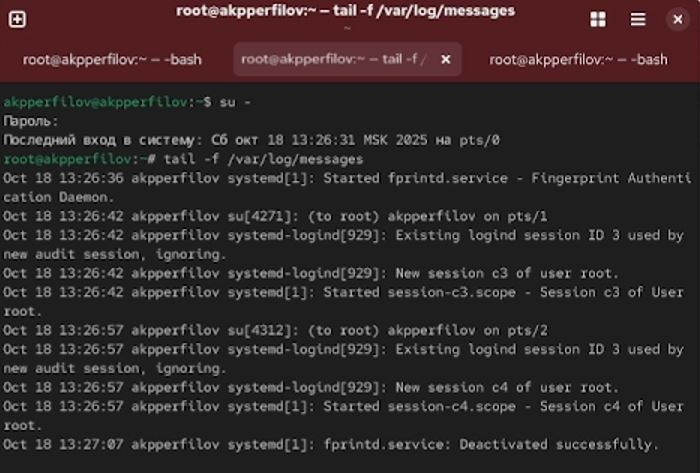 root@akpperfilov:~ — tail -f /var/log/messages
~
root@akpperfilov:~ — -bash
root@akpperfilov:~ — tail -f /
root@akpperfilov:~ — -bash
akpperfilov@akpperfilov:~$ su -
Пароль:
Последний вход в систему: Сб окт 18 13:26:31 MSK 2025 на pts/0
root@akpperfilov:~# tail -f /var/log/messages
Oct 18 13:26:36 akpperfilov systemd[1]: Started fprintd.service - Fingerprint Authenti
cation Daemon.
Oct 18 13:26:42 akpperfilov su[4271]: (to root) akpperfilov on pts/1
Oct 18 13:26:42 akpperfilov systemd-logind[929]: Existing logind session ID 3 used by
new audit session, ignoring.
Oct 18 13:26:42 akpperfilov systemd-logind[929]: New session c3 of user root.
Oct 18 13:26:42 akpperfilov systemd[1]: Started session-c3.scope - Session c3 of User
root.
Oct 18 13:26:57 akpperfilov su[4312]: (to root) akpperfilov on pts/2
Oct 18 13:26:57 akpperfilov systemd-logind[929]: Existing logind session ID 3 used by
new audit session, ignoring.
Oct 18 13:26:57 akpperfilov systemd-logind[929]: New session c4 of user root.
Oct 18 13:26:57 akpperfilov systemd[1]: Started session-c4.scope - Session c4 of User
root.
Oct 18 13:27:07 akpperfilov systemd[1]: fprintd.service: Deactivated successfully.